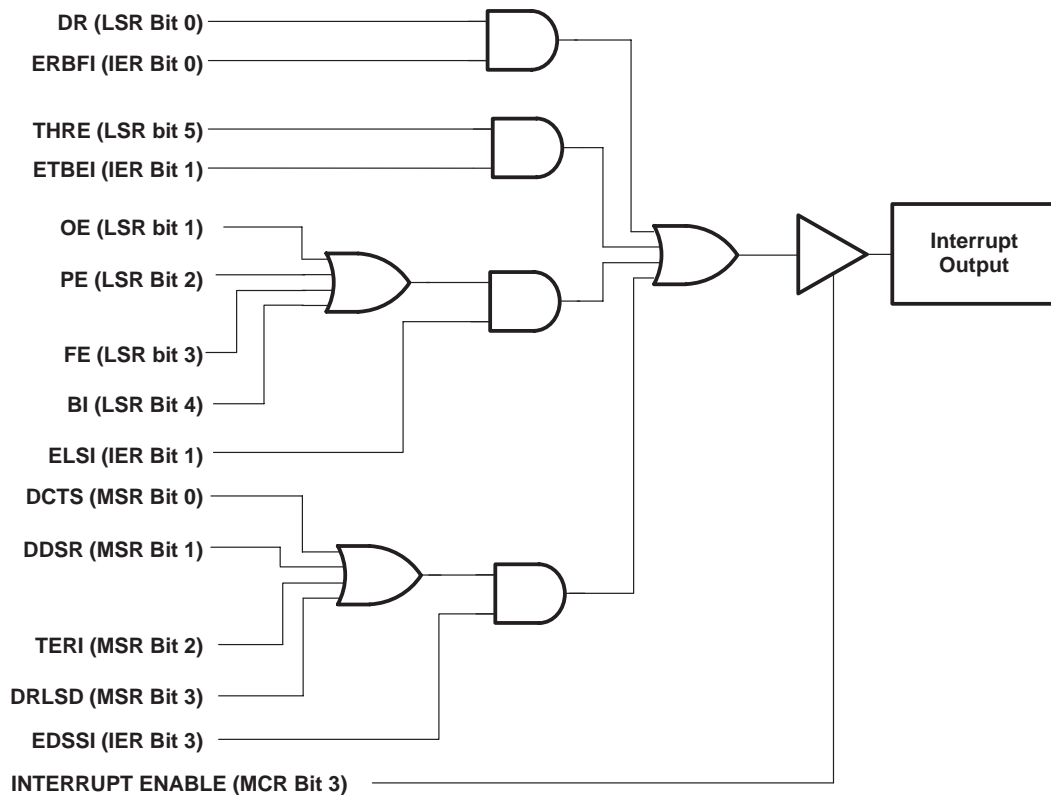 DR (LSR Bit 0)
ERBFI (IER Bit 0)
THRE (LSR bit 5)
ETBEI (IER Bit 1)
OE (LSR bit 1)
PE (LSR Bit 2)
FE (LSR bit 3)
BI (LSR Bit 4)
ELSI (IER Bit 1)
DCTS (MSR Bit 0)
DDSR (MSR Bit 1)
TERI (MSR Bit 2)
DRLSD (MSR Bit 3)
EDSSI (IER Bit 3)
INTERRUPT ENABLE (MCR Bit 3)
Interrupt
Output